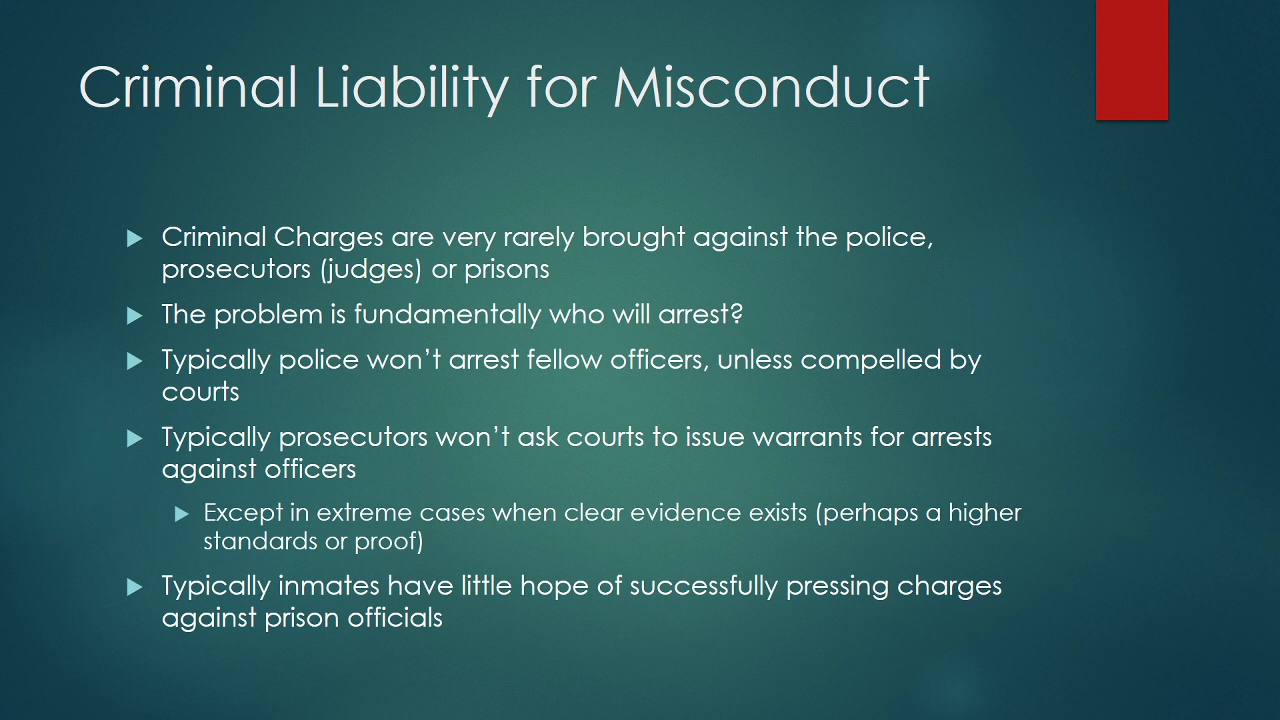 Criminal Liability for Misconduct
Criminal Charges are very rarely brought against the police,
prosecutors (judges) or prisons
The problem is fundamentally who will arrest?
Typically police won’t arrest fellow officers, unless compelled by
courts
Typically prosecutors won’t ask courts to issue warrants for arrests
against officers
Except in extreme cases when clear evidence exists (perhaps a higher
standards or proof)
Typically inmates have little hope of successfully pressing charges
against prison officials